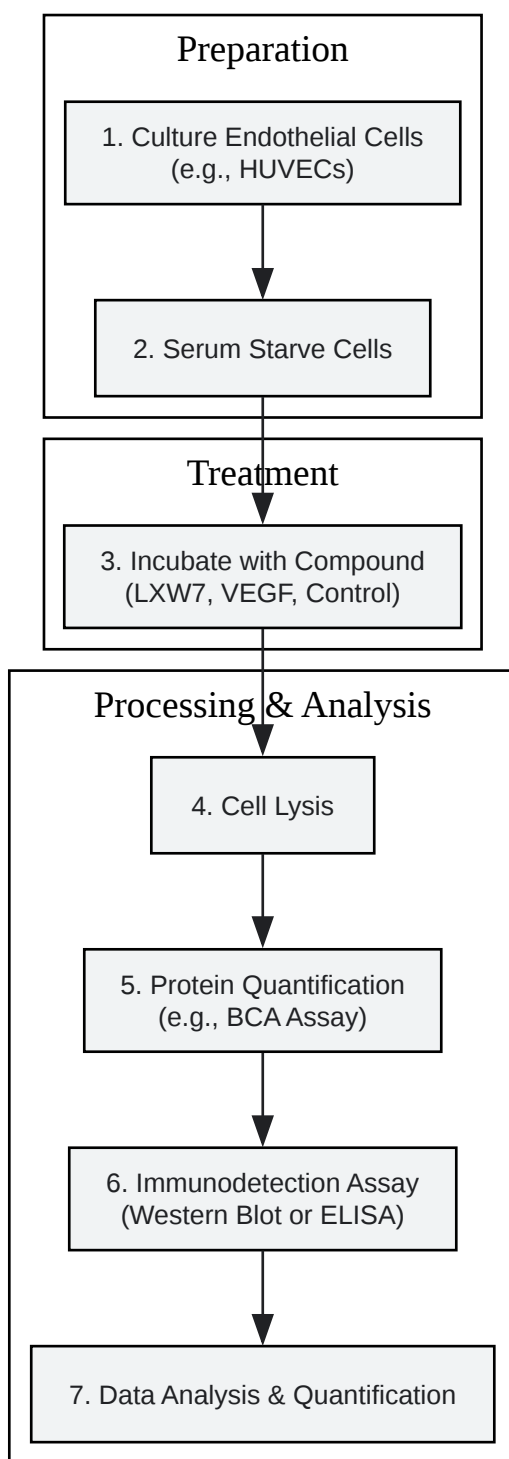 Preparation
1. Culture Endothelial Cells
(e.g., HUVECs)
2. Serum Starve Cells
Treatment
3. Incubate with Compound
(LXW7, VEGF, Control)
Processing & Analysis
4. Cell Lysis
5. Protein Quantification
(e.g., BCA Assay)
6. Immunodetection Assay
(Western Blot or ELISA)
7. Data Analysis & Quantification